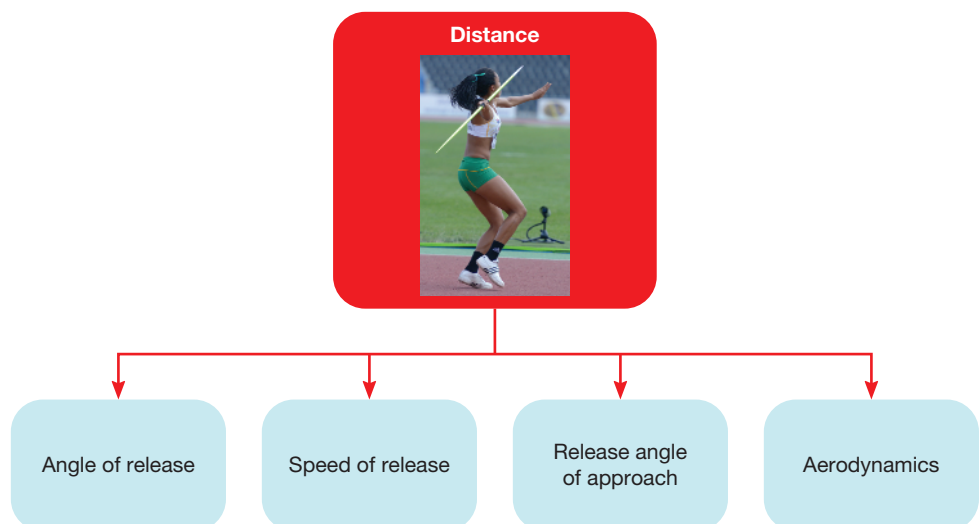 Distance
Angle of release
Speed of release
Release angle
of approach
Aerodynamics